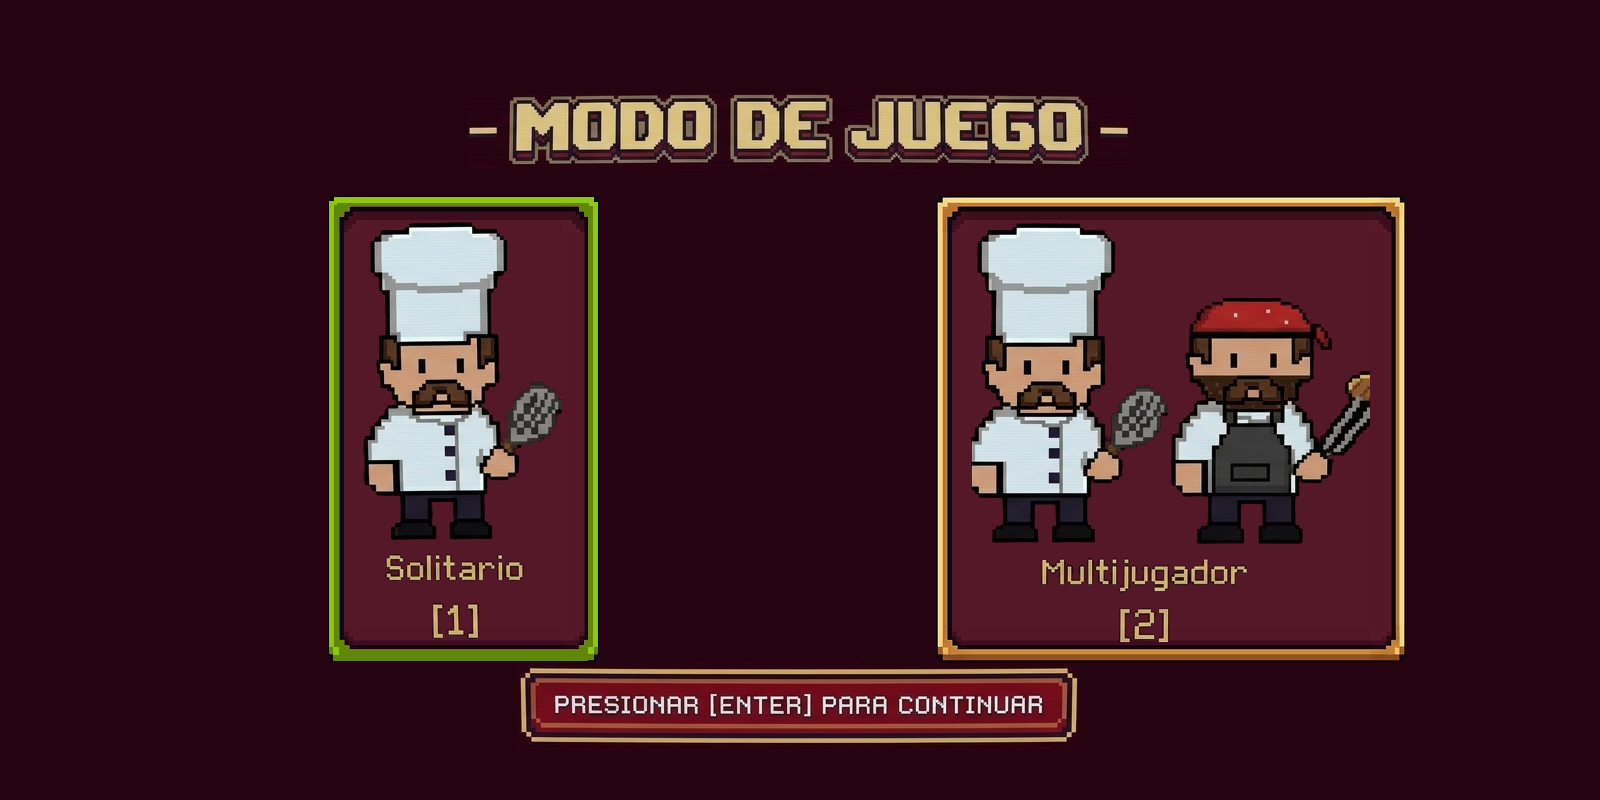 - MODO DE JUEGO -
Solitario
[1]
Multijugador
[2]
PRESIONAR [ENTER] PARA CONTINUAR